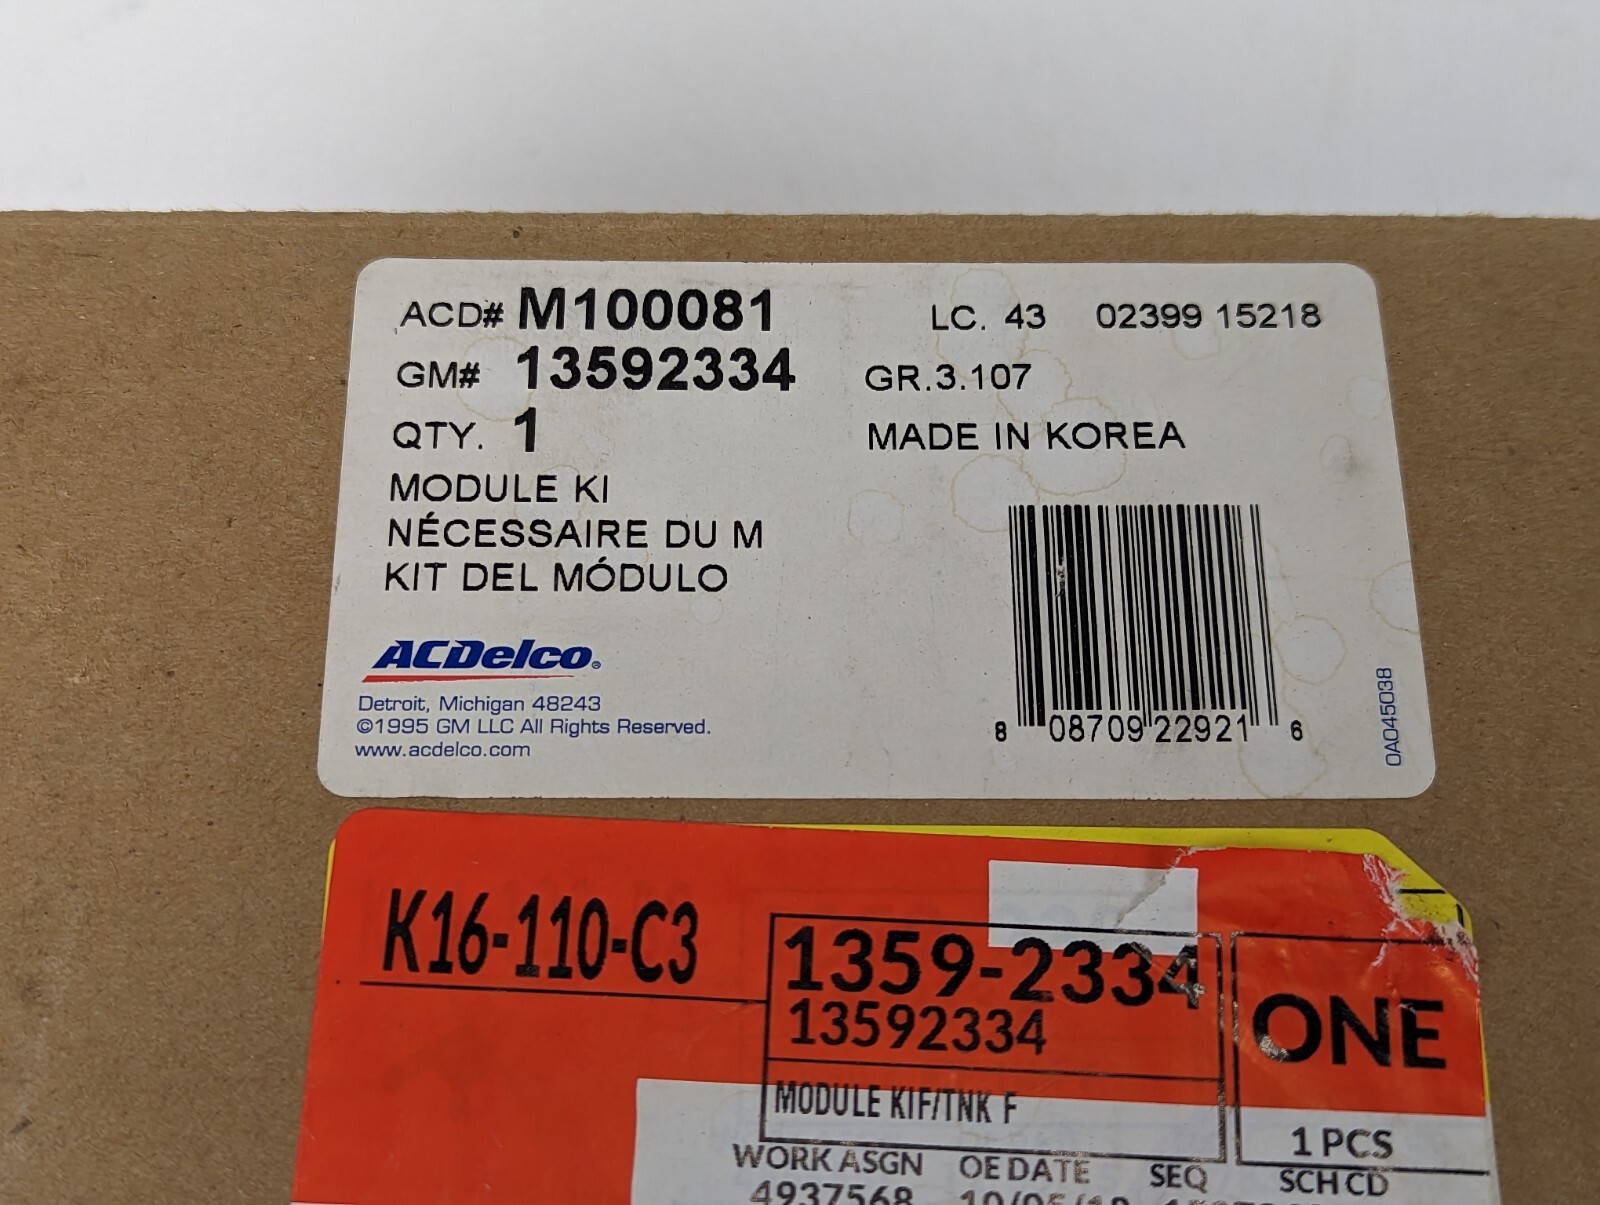 ACD# M100081
LC. 43 02399 15218
GM# 13592334
GR.3.107
QTY. 1
MADE IN KOREA
MODULE KI
NÉCESSAIRE DU M
KIT DEL MÓDULO
ACDelco®
Detroit, Michigan 48243
©1995 GM LLC All Rights Reserved.
www.acdelco.com
8 08709 22921 6
0A045038
K16-110-C3
1359-2334
13592334
ONE
MODULE KIF/TNK F
1 PCS
WORK ASGN OE DATE SEQ SCH CD
4937568